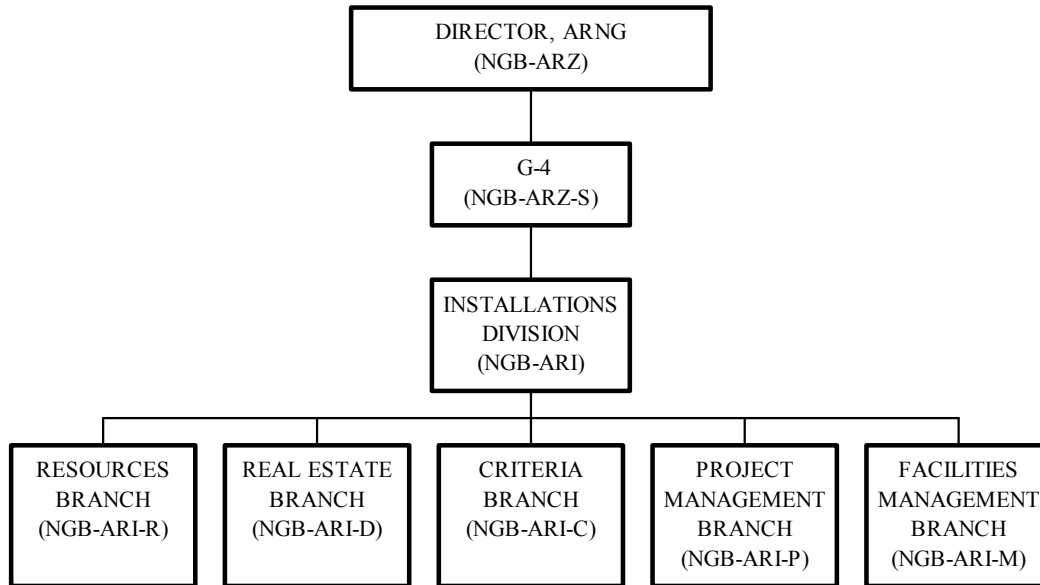 DIRECTOR, ARNG
(NGB-ARZ)
G-4
(NGB-ARZ-S)
INSTALLATIONS
DIVISION
(NGB-ARI)
RESOURCES
BRANCH
(NGB-ARI-R)
REAL ESTATE
BRANCH
(NGB-ARI-D)
CRITERIA
BRANCH
(NGB-ARI-C)
PROJECT
MANAGEMENT
BRANCH
(NGB-ARI-P)
FACILITIES
MANAGEMENT
BRANCH
(NGB-ARI-M)